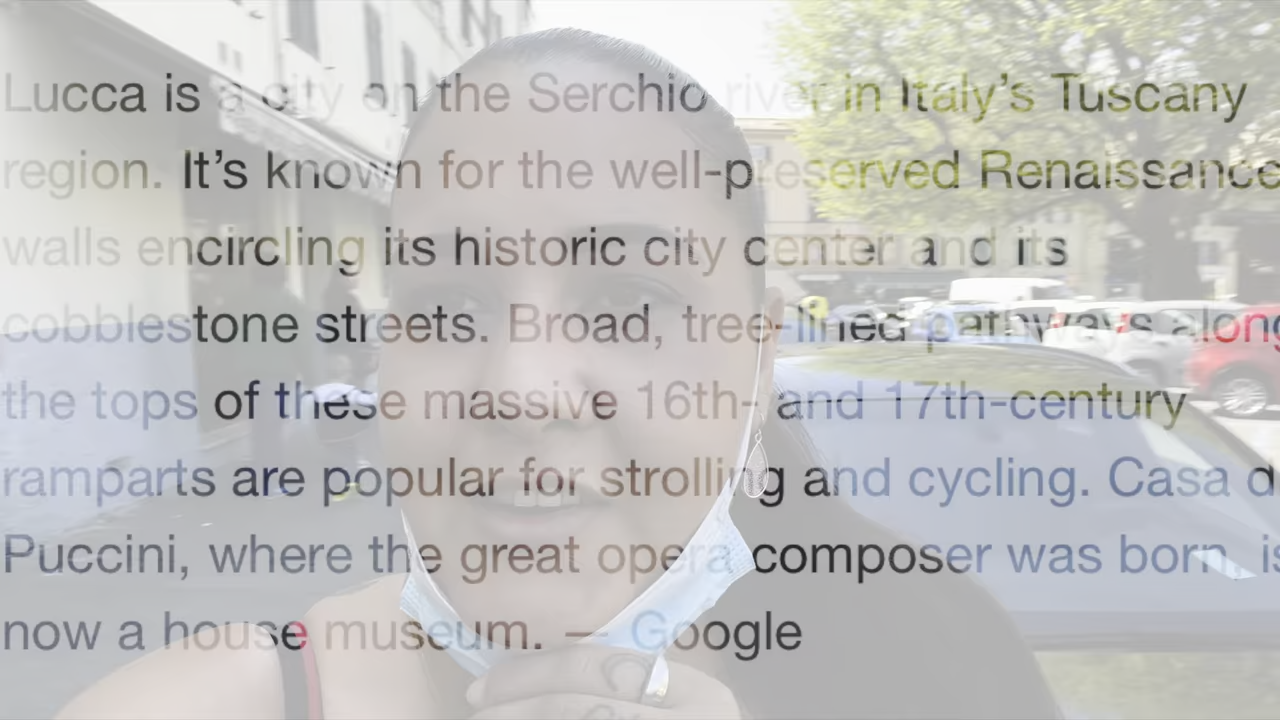 Lucca is a city on the Serchio river in Italy's Tuscany
region. It's known for the well-preserved Renaissance
walls encircling its historic city center and its
cobblestone streets. Broad, tree-lined pathways along
the tops of these massive 16th- and 17th-century
ramparts are popular for strolling and cycling. Casa d
Puccini, where the great opera composer was born, is
now a house museum. — Google